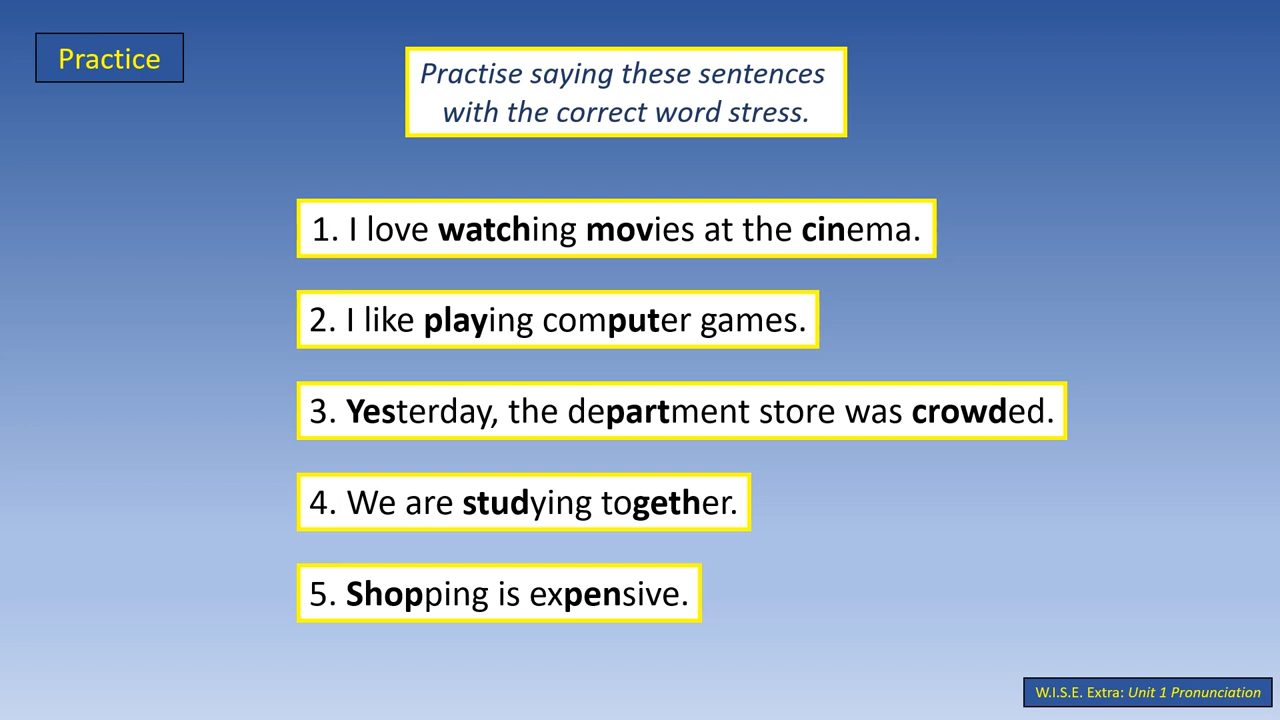 Practice
Practise saying these sentences
with the correct word stress.
1. I love watching movies at the cinema.
2. I like playing computer games.
3. Yesterday, the department store was crowded.
4. We are studying together.
5. Shopping is expensive.
W.I.S.E. Extra: Unit 1 Pronunciation